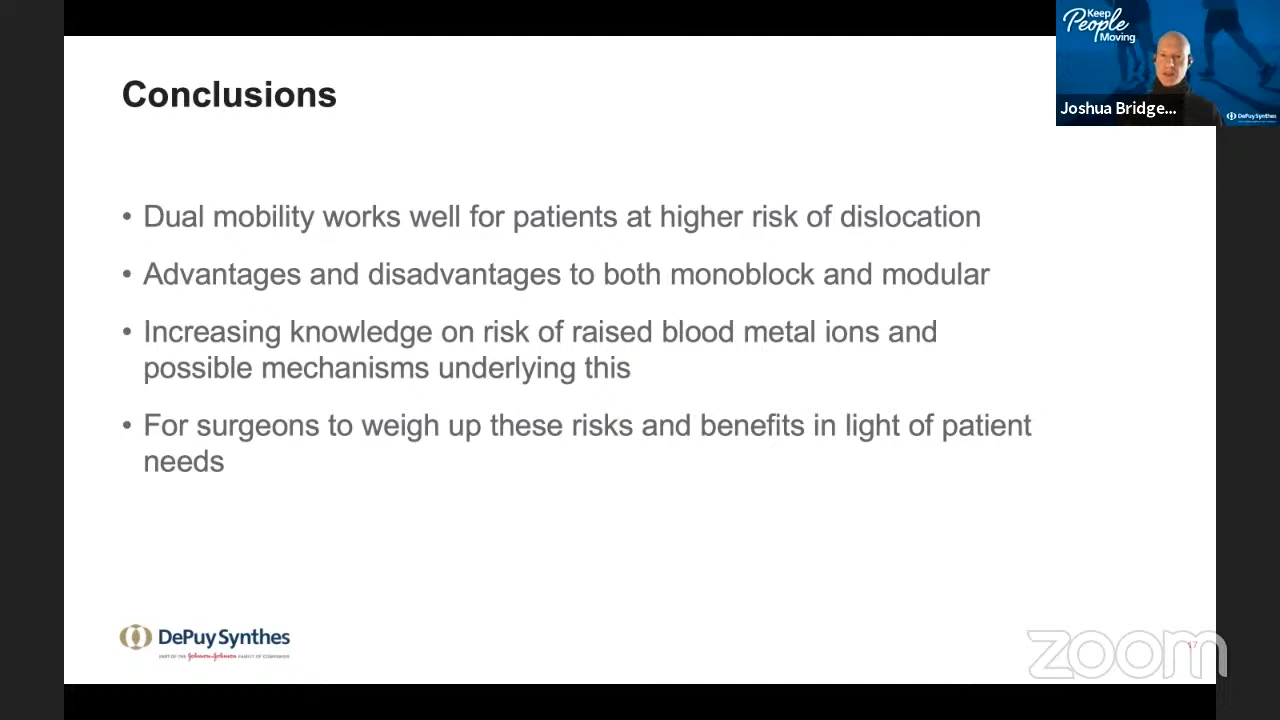 Keep
People
Moving
Joshua Bridge...
DePuy Synthes
Conclusions
• Dual mobility works well for patients at higher risk of dislocation
• Advantages and disadvantages to both monoblock and modular
• Increasing knowledge on risk of raised blood metal ions and
possible mechanisms underlying this
• For surgeons to weigh up these risks and benefits in light of patient
needs
DePuy Synthes
PART OF THE Johnson&Johnson FAMILY OF COMPANIES
zoom
17